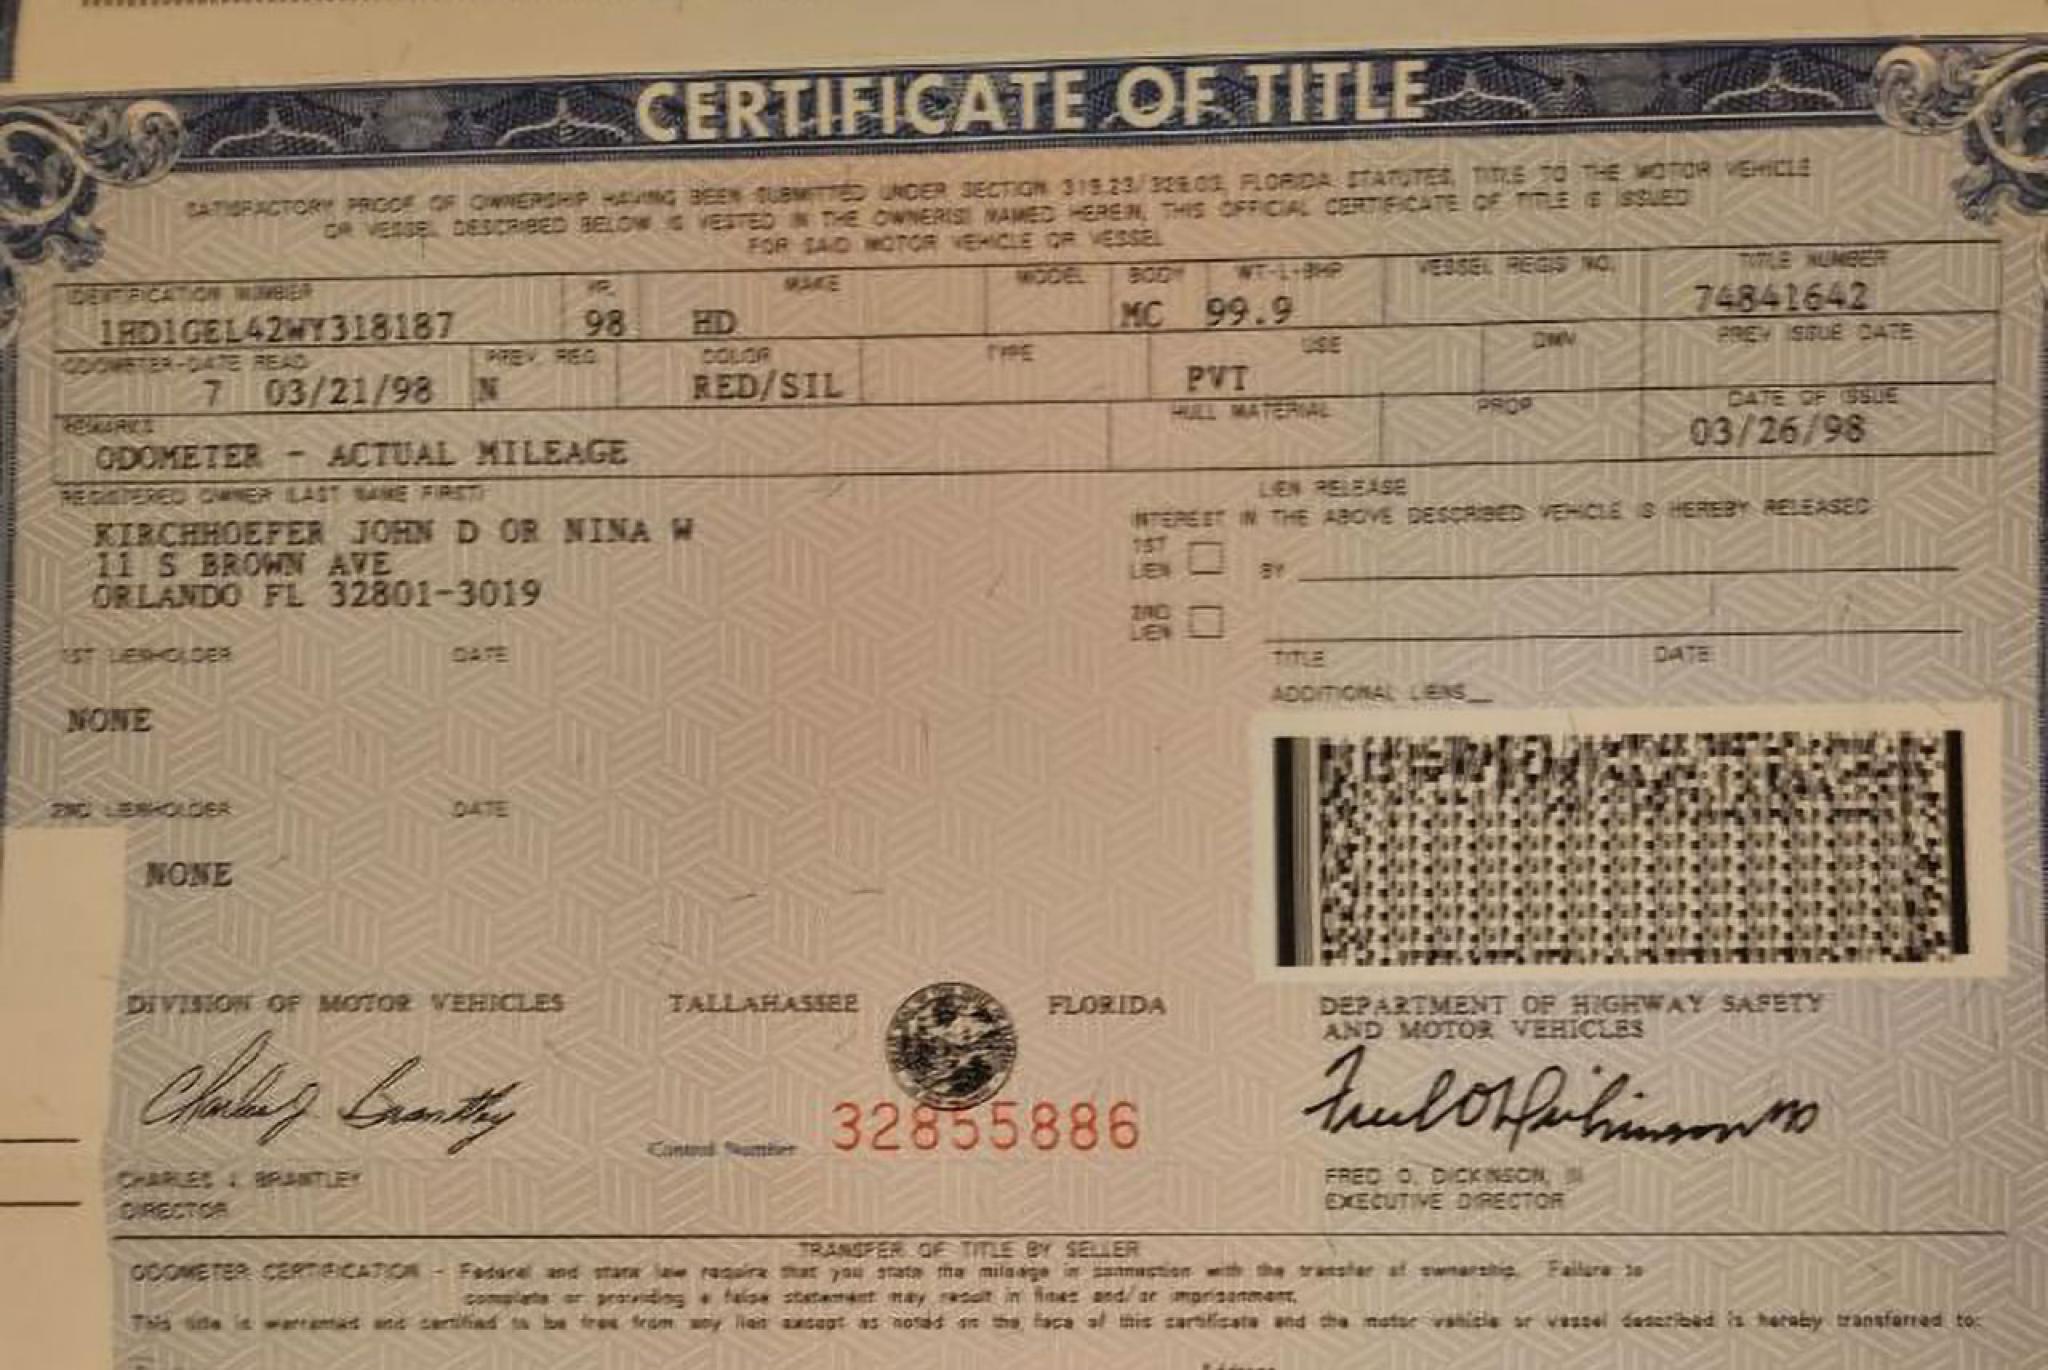 CERTIFICATE OF TITLE
SATISFACTORY PROOF OF OWNERSHIP HAVING BEEN SUBMITTED UNDER SECTION 319.23/328.03, FLORIDA STATUTES, TITLE TO THE MOTOR VEHICLE
OR VESSEL DESCRIBED BELOW IS VESTED IN THE OWNER(S) NAMED HEREIN, THIS OFFICIAL CERTIFICATE OF TITLE IS ISSUED
FOR SAID MOTOR VEHICLE OR VESSEL
IDENTIFICATION NUMBER YR. MAKE MODEL BODY WT-L-BHP VESSEL REGIS NO. TITLE NUMBER
1HD1GEL42WY318187 98 HD MC 99.9 74841642
ODOMETER-DATE READ PREV. REG COLOR TYPE USE DMV PREV ISSUE DATE
7 03/21/98 N RED/SIL PVT
REMARKS HULL MATERIAL PROP DATE OF ISSUE
ODOMETER - ACTUAL MILEAGE 03/26/98
REGISTERED OWNER (LAST NAME FIRST)
KIRCHHOEFER JOHN D OR NINA W
11 S BROWN AVE
ORLANDO FL 32801-3019
LIEN RELEASE
INTEREST IN THE ABOVE DESCRIBED VEHICLE IS HEREBY RELEASED
1ST
LIEN BY
2ND
LIEN
TITLE DATE
ADDITIONAL LIENS
1ST LIENHOLDER DATE
NONE
2ND LIENHOLDER DATE
NONE
DIVISION OF MOTOR VEHICLES TALLAHASSEE FLORIDA DEPARTMENT OF HIGHWAY SAFETY
AND MOTOR VEHICLES
Charles J. Brantley
Fred O Dickinson III
Control Number 32855886
CHARLES J. BRANTLEY
DIRECTOR
FRED O. DICKINSON, III
EXECUTIVE DIRECTOR
TRANSFER OF TITLE BY SELLER
ODOMETER CERTIFICATION - Federal and state law require that you state the mileage in connection with the transfer of ownership. Failure to
complete or providing a false statement may result in fines and/or imprisonment.
This title is warranted and certified to be free from any lien except as noted on the face of this certificate and the motor vehicle or vessel described is hereby transferred to:
Address